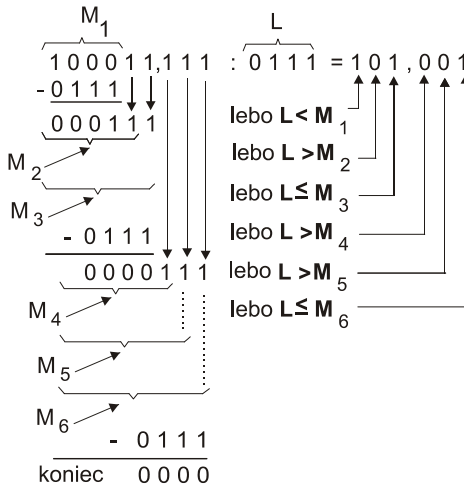 M1 L
100011,111 : 0111 = 101,001
-0111
000111
lebo L < M1
M2
lebo L > M2
M3
lebo L ≤ M3
- 0111
lebo L > M4
0000111
lebo L > M5
M4
lebo L ≤ M6
M5
M6
- 0111
koniec 0000